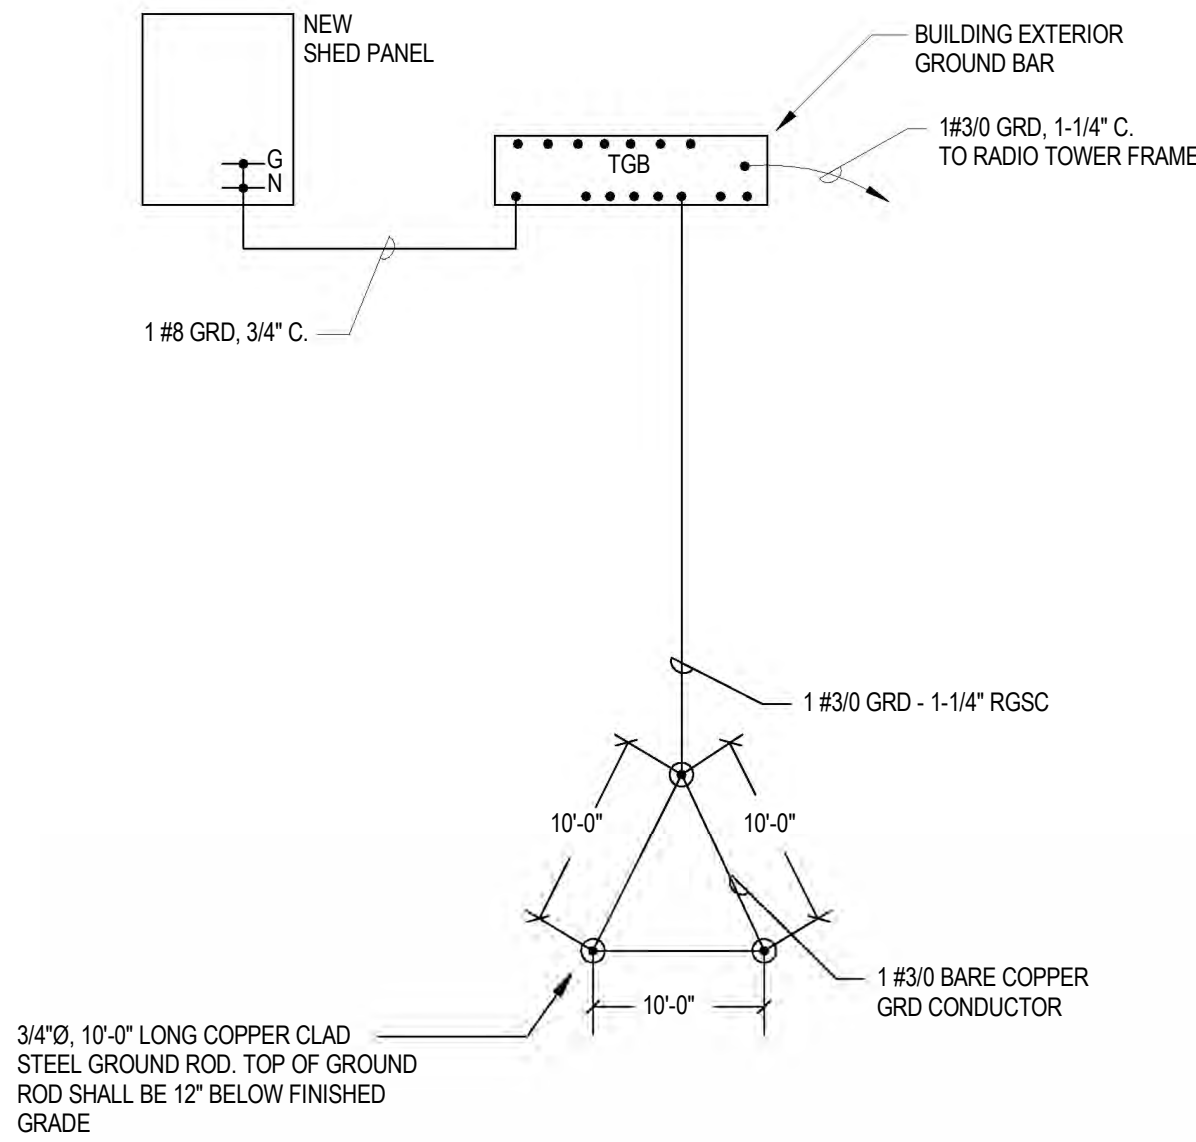 NEW
SHED PANEL
BUILDING EXTERIOR
GROUND BAR
1#3/0 GRD, 1-1/4" C.
TO RADIO TOWER FRAME
TGB
G
N
1 #8 GRD, 3/4" C.
1 #3/0 GRD - 1-1/4" RGSC
10'-0"
10'-0"
1 #3/0 BARE COPPER
GRD CONDUCTOR
10'-0"
3/4"Ø, 10'-0" LONG COPPER CLAD
STEEL GROUND ROD. TOP OF GROUND
ROD SHALL BE 12" BELOW FINISHED
GRADE